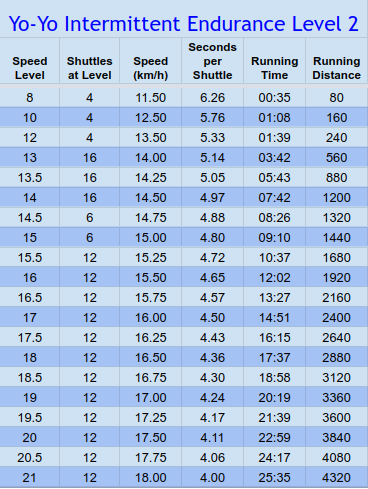 Yo-Yo Intermittent Endurance Level 2
Speed Level Shuttles at Level Speed (km/h) Seconds per Shuttle Running Time Running Distance
8 4 11.50 6.26 00:35 80
10 4 12.50 5.76 01:08 160
12 4 13.50 5.33 01:39 240
13 16 14.00 5.14 03:42 560
13.5 16 14.25 5.05 05:43 880
14 16 14.50 4.97 07:42 1200
14.5 6 14.75 4.88 08:26 1320
15 6 15.00 4.80 09:10 1440
15.5 12 15.25 4.72 10:37 1680
16 12 15.50 4.65 12:02 1920
16.5 12 15.75 4.57 13:27 2160
17 12 16.00 4.50 14:51 2400
17.5 12 16.25 4.43 16:15 2640
18 12 16.50 4.36 17:37 2880
18.5 12 16.75 4.30 18:58 3120
19 12 17.00 4.24 20:19 3360
19.5 12 17.25 4.17 21:39 3600
20 12 17.50 4.11 22:59 3840
20.5 12 17.75 4.06 24:17 4080
21 12 18.00 4.00 25:35 4320